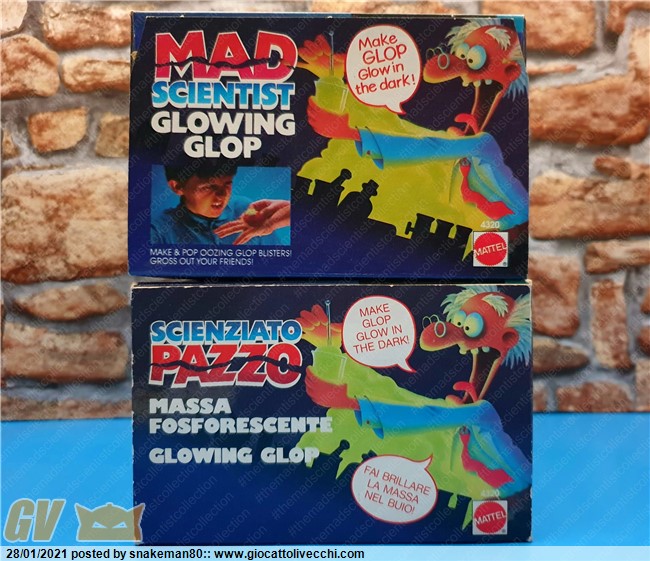 MAD
SCIENTIST
GLOWING
GLOP
Make
GLOP
Glow in
the dark!
MAKE & POP OOZING GLOP BLISTERS!
GROSS OUT YOUR FRIENDS!
4320
MATTEL
SCIENZIATO
PAZZO
MASSA
FOSFORESCENTE
GLOWING GLOP
MAKE
GLOP
GLOW IN
THE DARK!
FAI BRILLARE
LA MASSA
NEL BUIO!
4320
MATTEL
GV
28/01/2021 posted by snakeman80:: www.giocattolivecchi.com